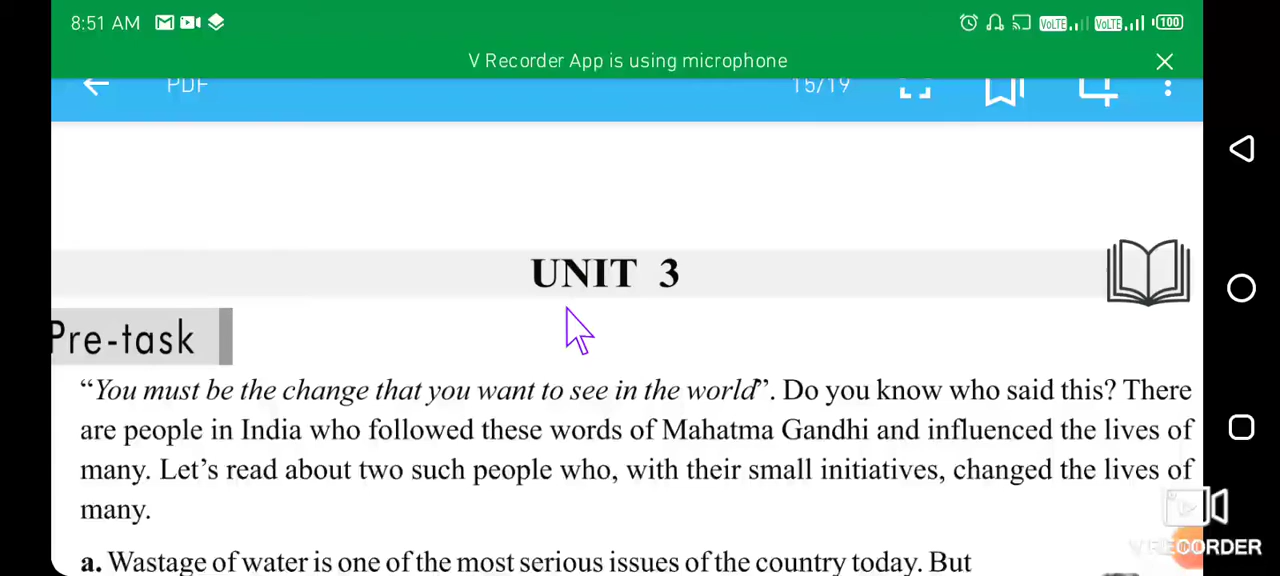 8:51 AM VoLTE VoLTE 100
V Recorder App is using microphone
PDF 15/19
UNIT 3
Pre-task
“You must be the change that you want to see in the world”. Do you know who said this? There
are people in India who followed these words of Mahatma Gandhi and influenced the lives of
many. Let’s read about two such people who, with their small initiatives, changed the lives of
many.
V RECORDER
a. Wastage of water is one of the most serious issues of the country today. But